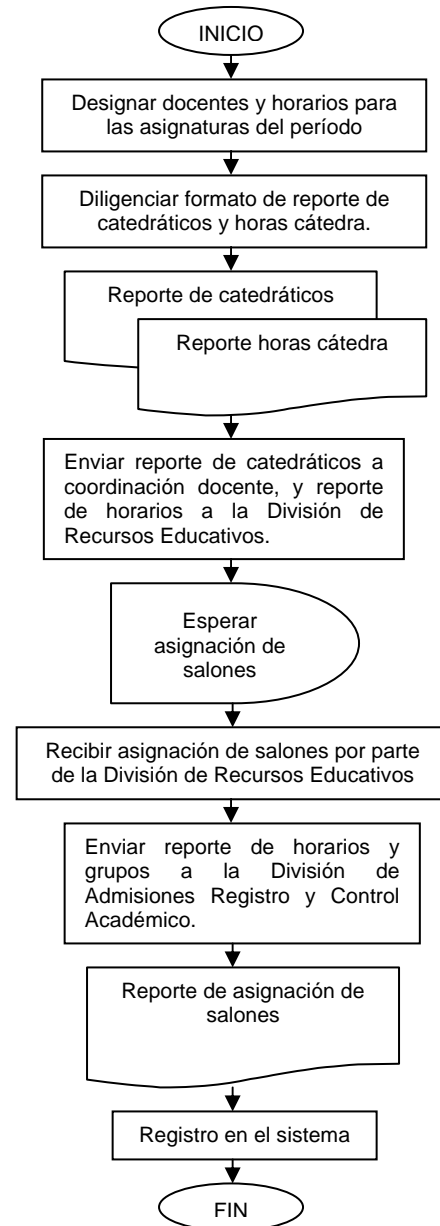 INICIO
Designar docentes y horarios para
las asignaturas del período
Diligenciar formato de reporte de
catedráticos y horas cátedra.
Reporte de catedráticos
Reporte horas cátedra
Enviar reporte de catedráticos a
coordinación docente, y reporte
de horarios a la División de
Recursos Educativos.
Esperar
asignación de
salones
Recibir asignación de salones por parte
de la División de Recursos Educativos
Enviar reporte de horarios y
grupos a la División de
Admisiones Registro y Control
Académico.
Reporte de asignación de
salones
Registro en el sistema
FIN